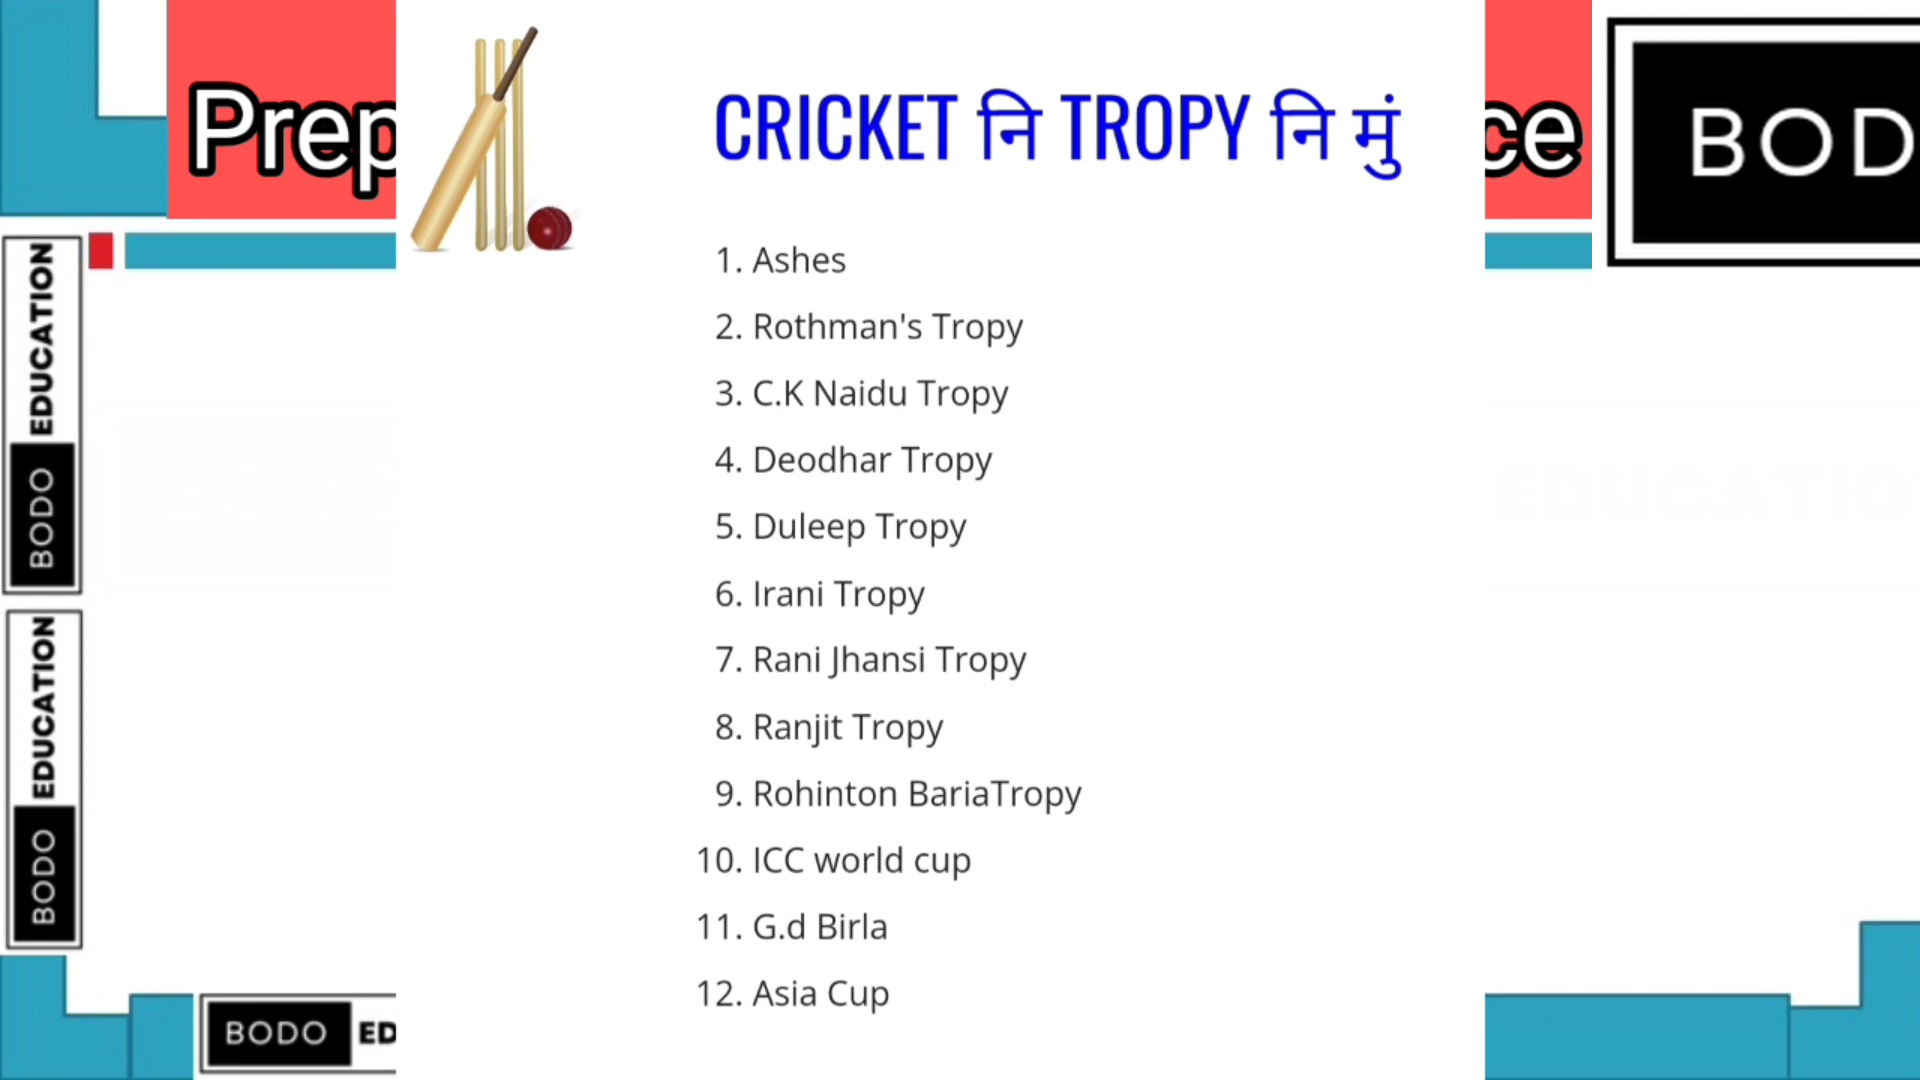 Prep
CRICKET नि TROPY नि मुं
ce
BOD
BODO EDUCATION
1. Ashes
2. Rothman's Tropy
3. C.K Naidu Tropy
4. Deodhar Tropy
5. Duleep Tropy
6. Irani Tropy
7. Rani Jhansi Tropy
8. Ranjit Tropy
9. Rohinton BariaTropy
10. ICC world cup
11. G.d Birla
12. Asia Cup
BODO EDUCATION
BODO ED